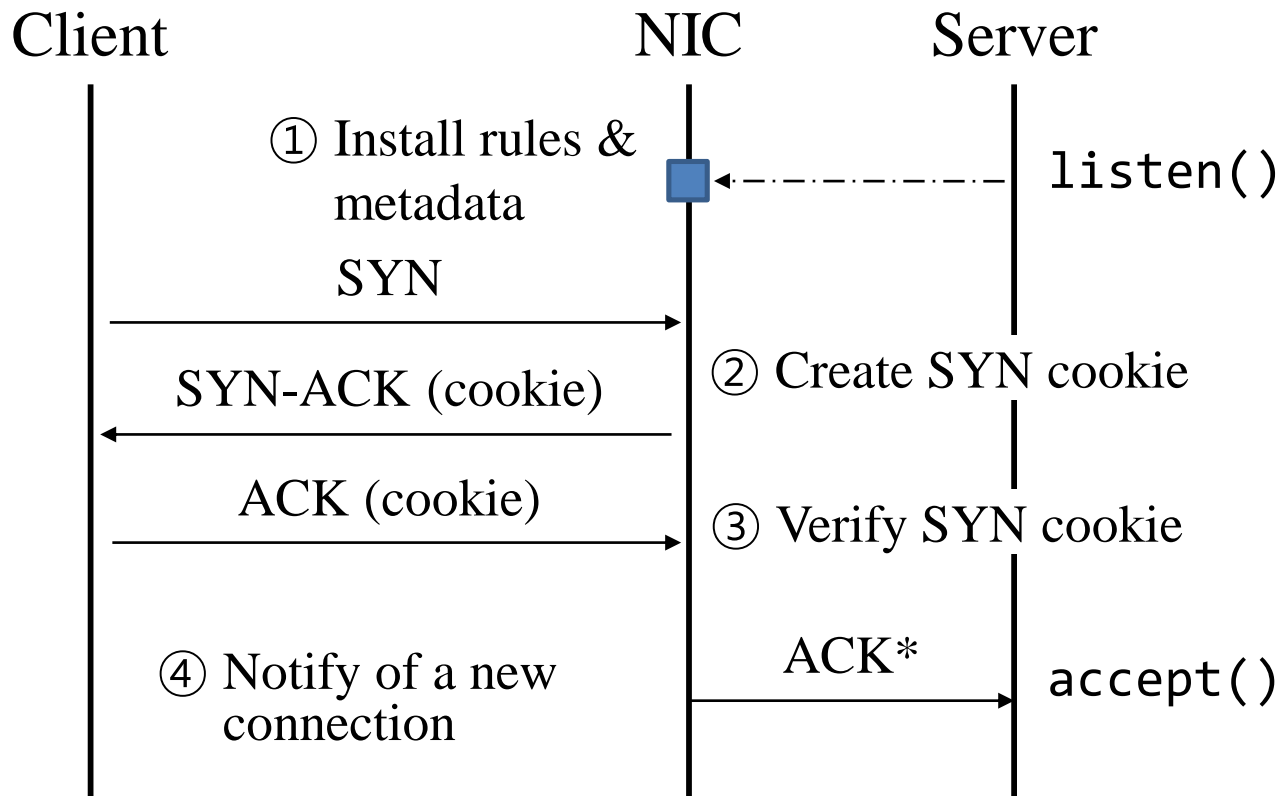 Client
NIC
Server
① Install rules &
metadata
listen()
SYN
② Create SYN cookie
SYN-ACK (cookie)
ACK (cookie)
③ Verify SYN cookie
ACK*
④ Notify of a new
connection
accept()